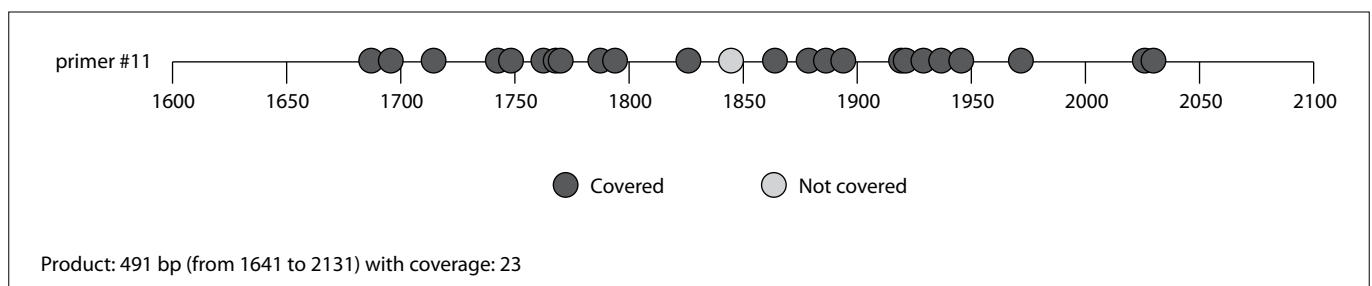 primer #11
1600 1650 1700 1750 1800 1850 1900 1950 2000 2050 2100
Covered Not covered
Product: 491 bp (from 1641 to 2131) with coverage: 23